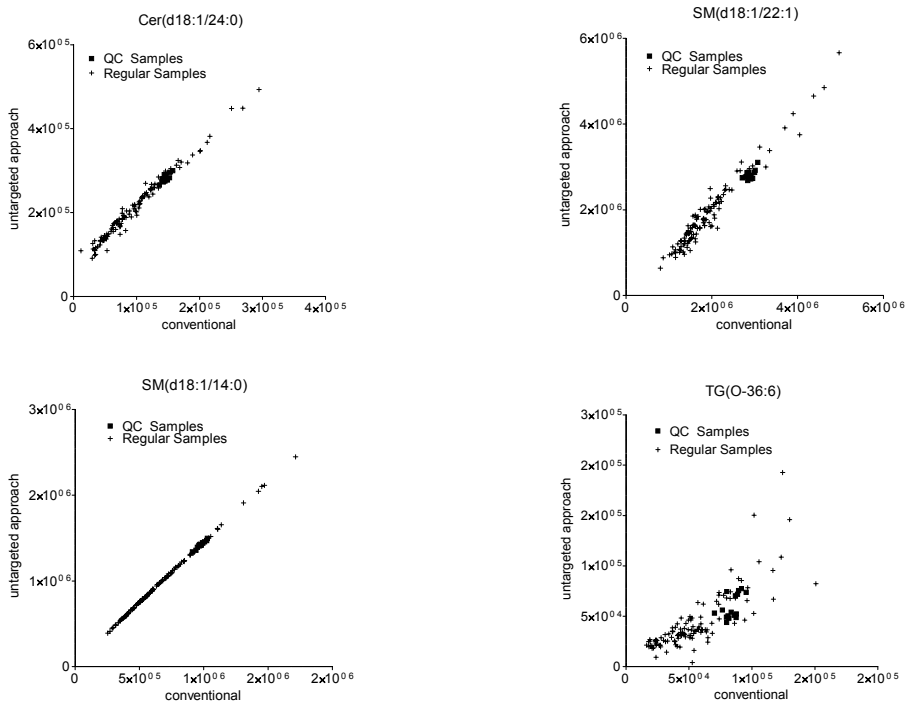 Cer(d18:1/24:0)
6×10⁰⁵
QC Samples
Regular Samples
4×10⁰⁵
untargeted approach
2×10⁰⁵
0
0
1×10⁰⁵
2×10⁰⁵
3×10⁰⁵
4×10⁰⁵
conventional
SM(d18:1/22:1)
6×10⁰⁶
QC Samples
Regular Samples
4×10⁰⁶
untargeted approach
2×10⁰⁶
0
0
2×10⁰⁶
4×10⁰⁶
6×10⁰⁶
conventional
SM(d18:1/14:0)
3×10⁰⁶
QC Samples
Regular Samples
2×10⁰⁶
untargeted approach
1×10⁰⁶
0
0
5×10⁰⁵
1×10⁰⁶
2×10⁰⁶
2×10⁰⁶
conventional
TG(O-36:6)
3×10⁰⁵
QC Samples
Regular Samples
2×10⁰⁵
untargeted approach
2×10⁰⁵
1×10⁰⁵
5×10⁰⁴
0
0
5×10⁰⁴
1×10⁰⁵
2×10⁰⁵
2×10⁰⁵
conventional